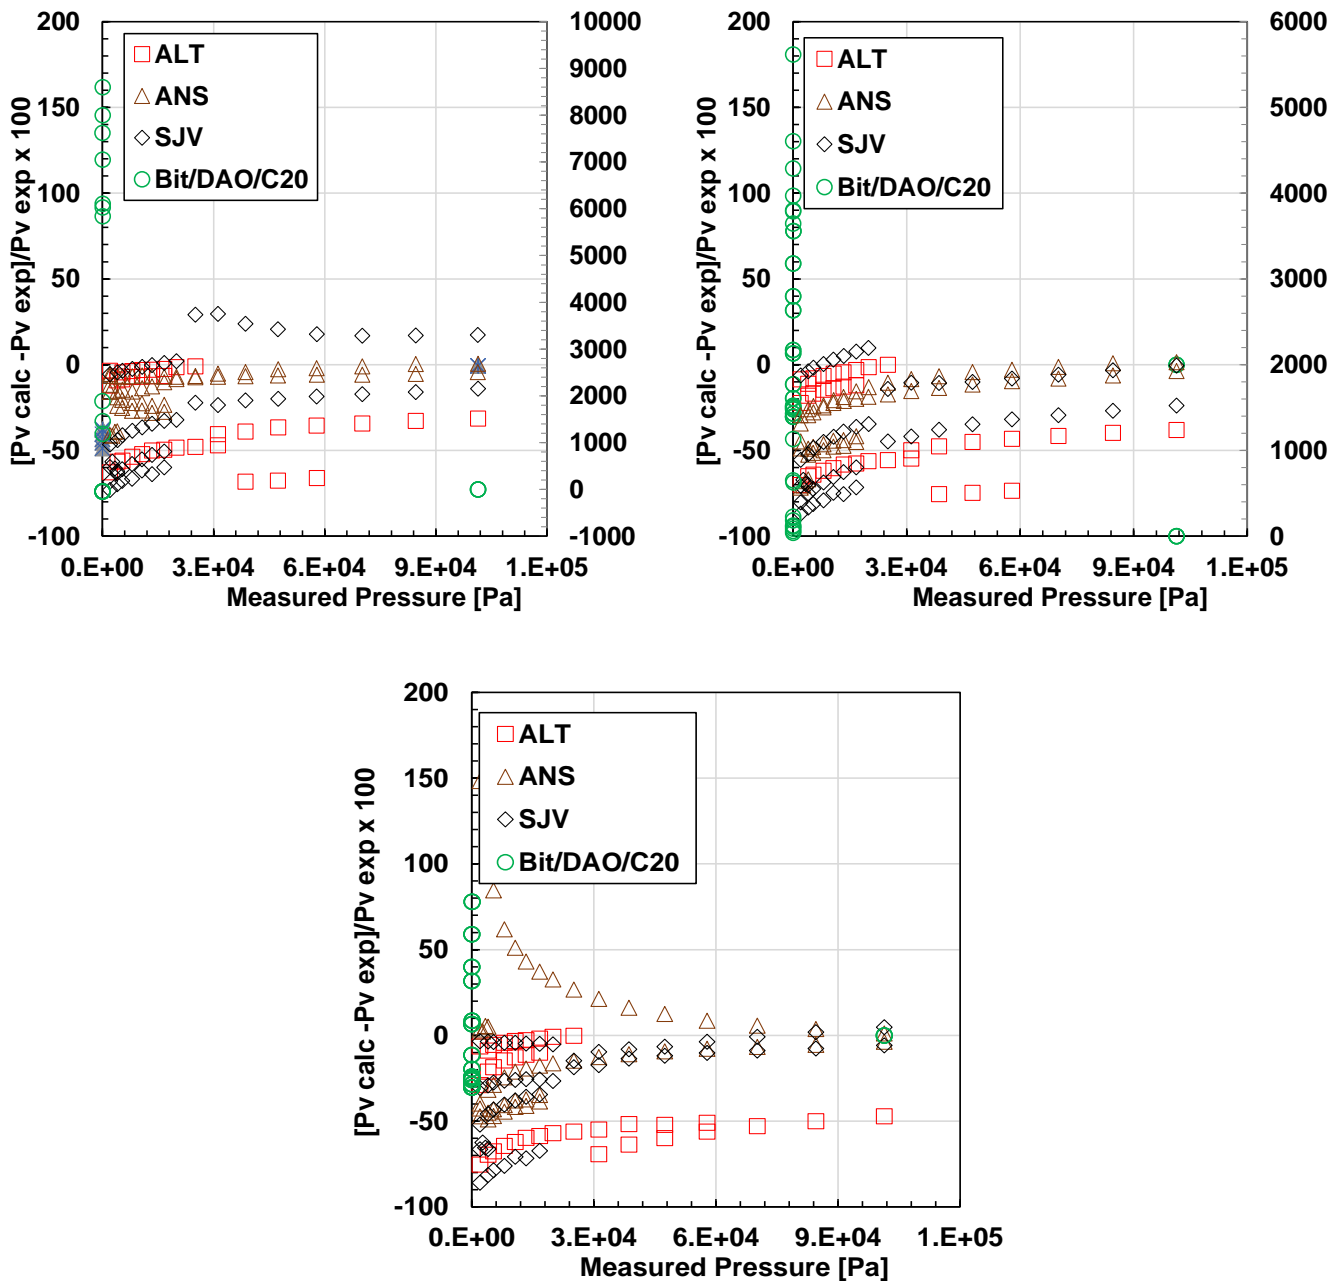 200
150
100
50
0
-50
-100
[Pv calc -Pv exp]/Pv exp x 100
ALT
ANS
SJV
Bit/DAO/C20
10000
9000
8000
7000
6000
5000
4000
3000
2000
1000
0
-1000
0.E+00 3.E+04 6.E+04 9.E+04 1.E+05
Measured Pressure [Pa]
200
150
100
50
0
-50
-100
[Pv calc -Pv exp]/Pv exp x 100
ALT
ANS
SJV
Bit/DAO/C20
6000
5000
4000
3000
2000
1000
0
0.E+00 3.E+04 6.E+04 9.E+04 1.E+05
Measured Pressure [Pa]
200
150
100
50
0
-50
-100
[Pv calc -Pv exp]/Pv exp x 100
ALT
ANS
SJV
Bit/DAO/C20
0.E+00 3.E+04 6.E+04 9.E+04 1.E+05
Measured Pressure [Pa]